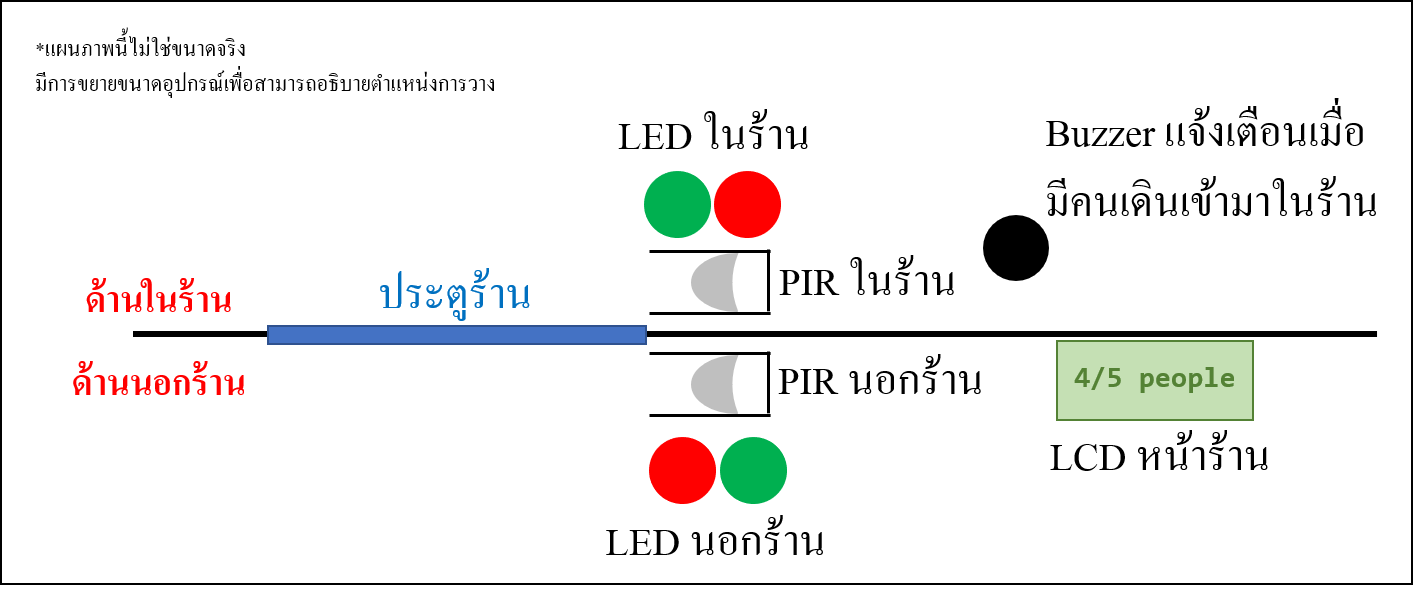 *แผนภาพนี้ไม่ใช่ขนาดจริง
มีการขยายขนาดอุปกรณ์เพื่อสามารถอธิบายตำแหน่งการวาง
LED ในร้าน
Buzzer แจ้งเตือนเมื่อ
มีคนเดินเข้ามาในร้าน
ด้านในร้าน
ประตูร้าน
PIR ในร้าน
ด้านนอกร้าน
PIR นอกร้าน
4/5 people
LCD หน้าร้าน
LED นอกร้าน